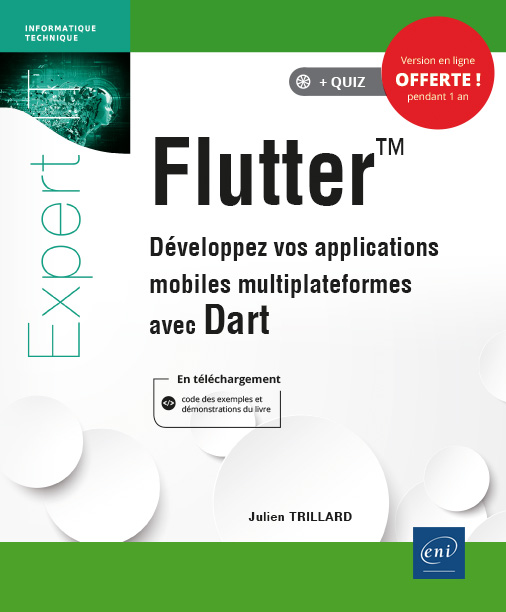 INFORMATIQUE
TECHNIQUE
Version en ligne
OFFERTE !
pendant 1 an
+ QUIZ
Expert IT
Flutter™
Développez vos applications
mobiles multiplateformes
avec Dart
En téléchargement
</>
code des exemples et
démonstrations du livre
Julien TRILLARD
eni